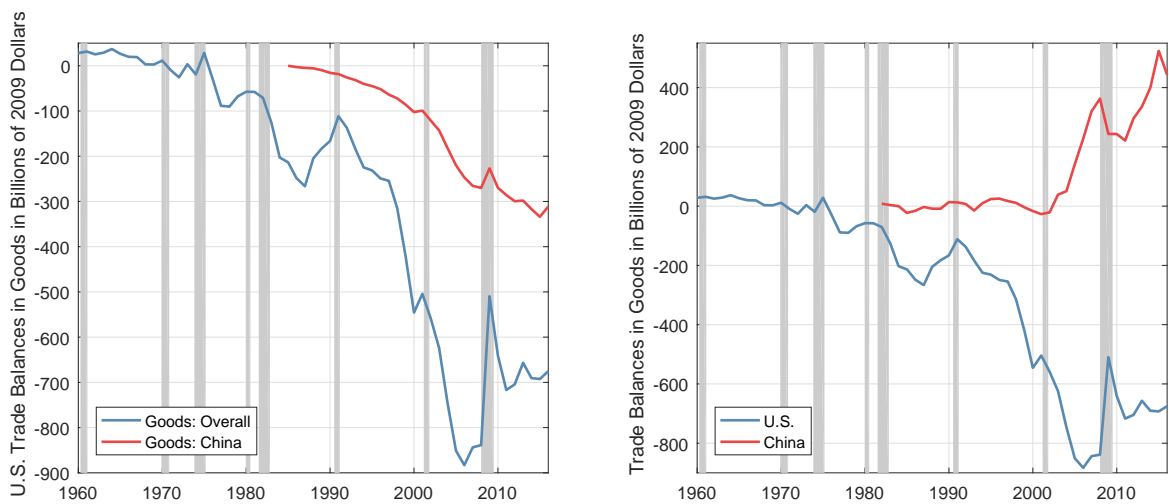 U.S. Trade Balances in Goods in Billions of 2009 Dollars
0
-100
-200
-300
-400
-500
-600
-700
-800
-900
1960 1970 1980 1990 2000 2010
Goods: Overall
Goods: China
Trade Balances in Goods in Billions of 2009 Dollars
400
200
0
-200
-400
-600
-800
1960 1970 1980 1990 2000 2010
U.S.
China